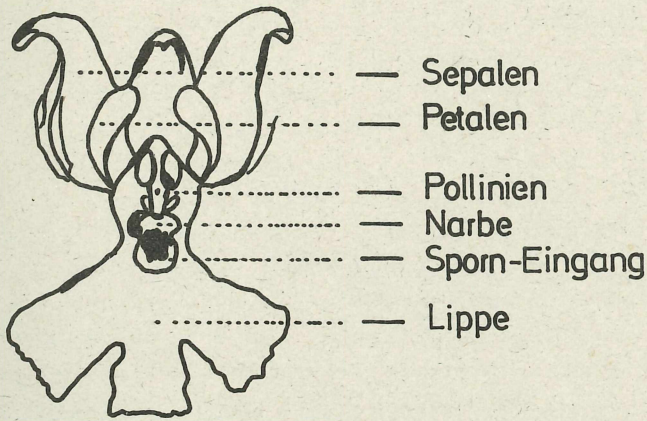 Sepalen
Petalen
Pollinien
Narbe
Sporn-Eingang
Lippe